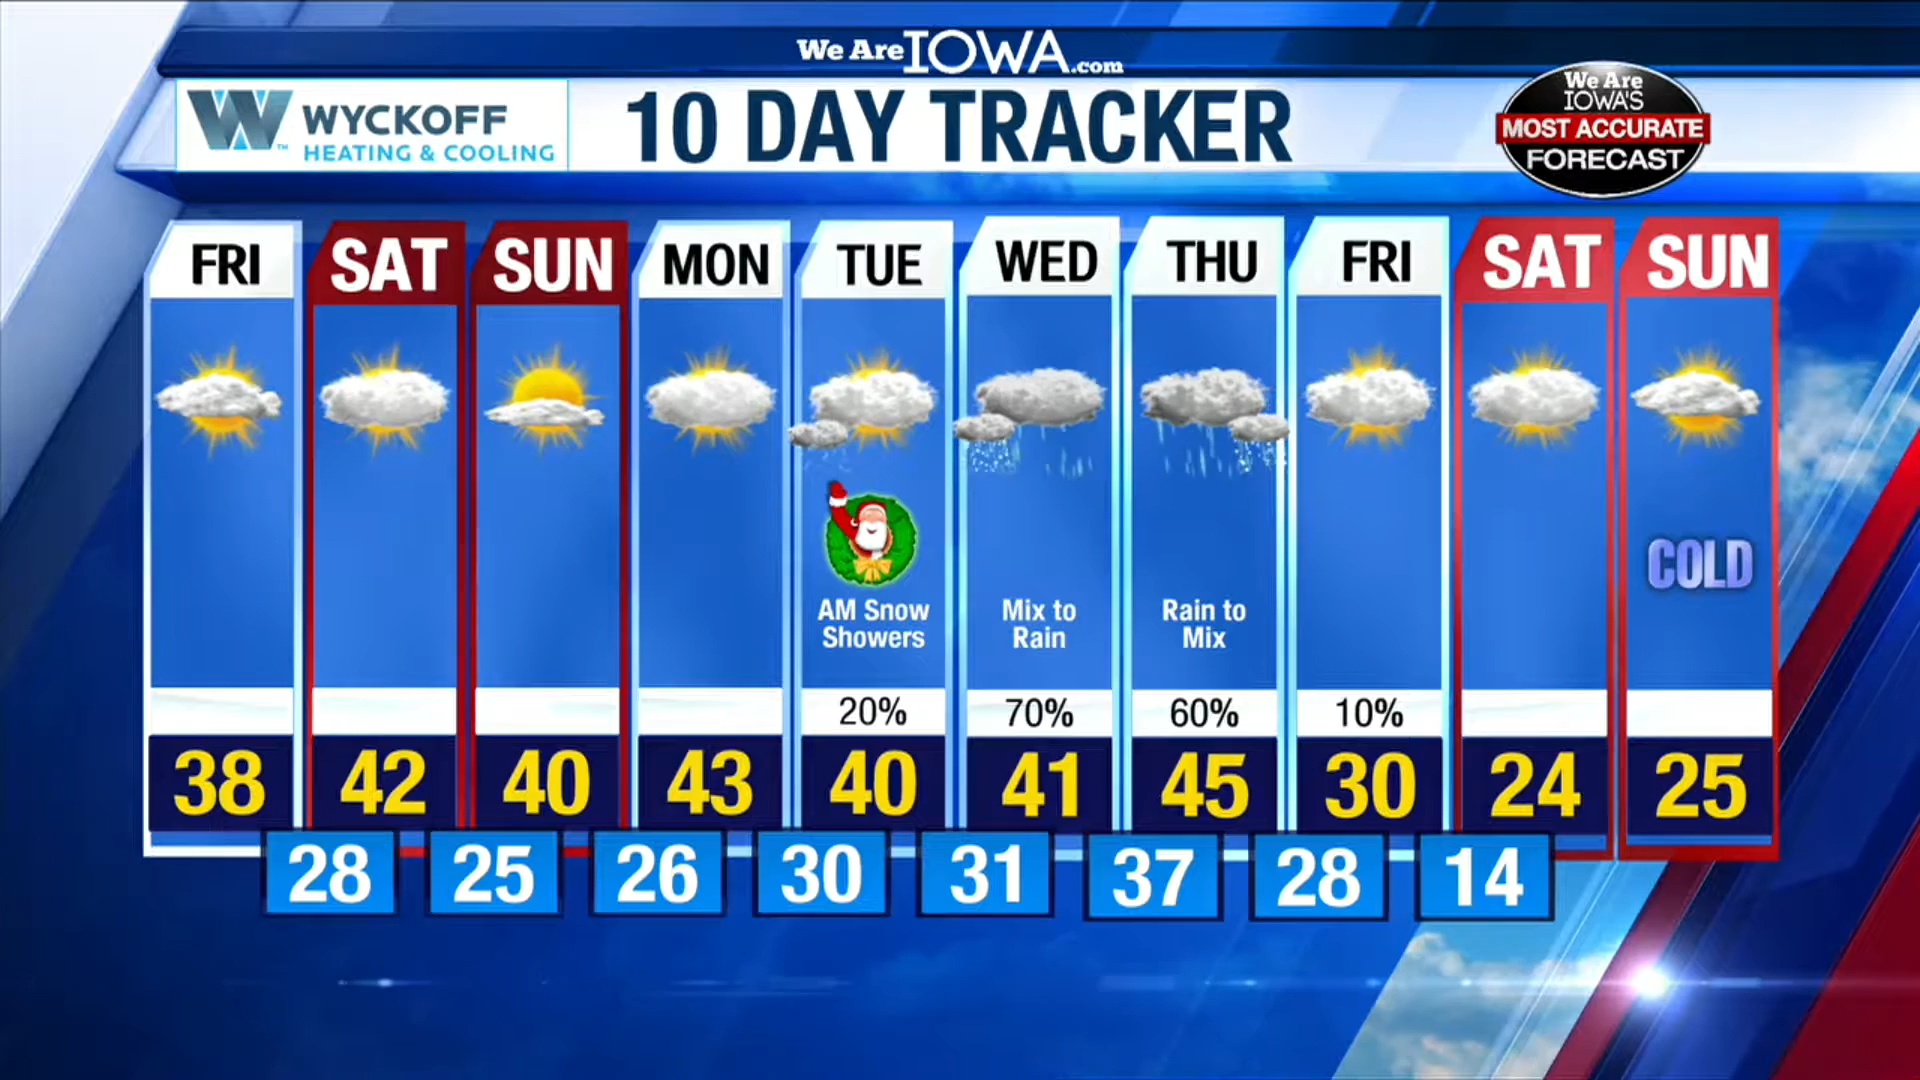 We Are IOWA.com
WYCKOFF
HEATING & COOLING
10 DAY TRACKER
We Are
IOWA'S
MOST ACCURATE
FORECAST
FRI SAT SUN MON TUE WED THU FRI SAT SUN
COLD
AM Snow
Showers
Mix to
Rain
Rain to
Mix
20% 70% 60% 10%
38 42 40 43 40 41 45 30 24 25
28 25 26 30 31 37 28 14